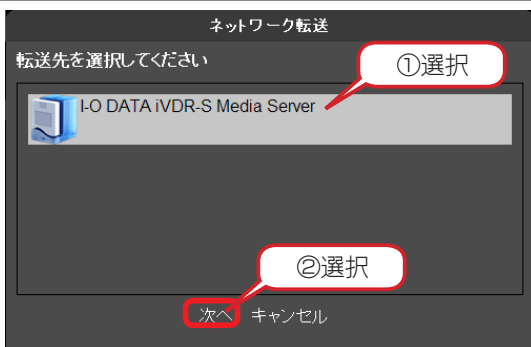 ネットワーク転送
転送先を選択してください
①選択
I-O DATA iVDR-S Media Server
②選択
次へ キャンセル